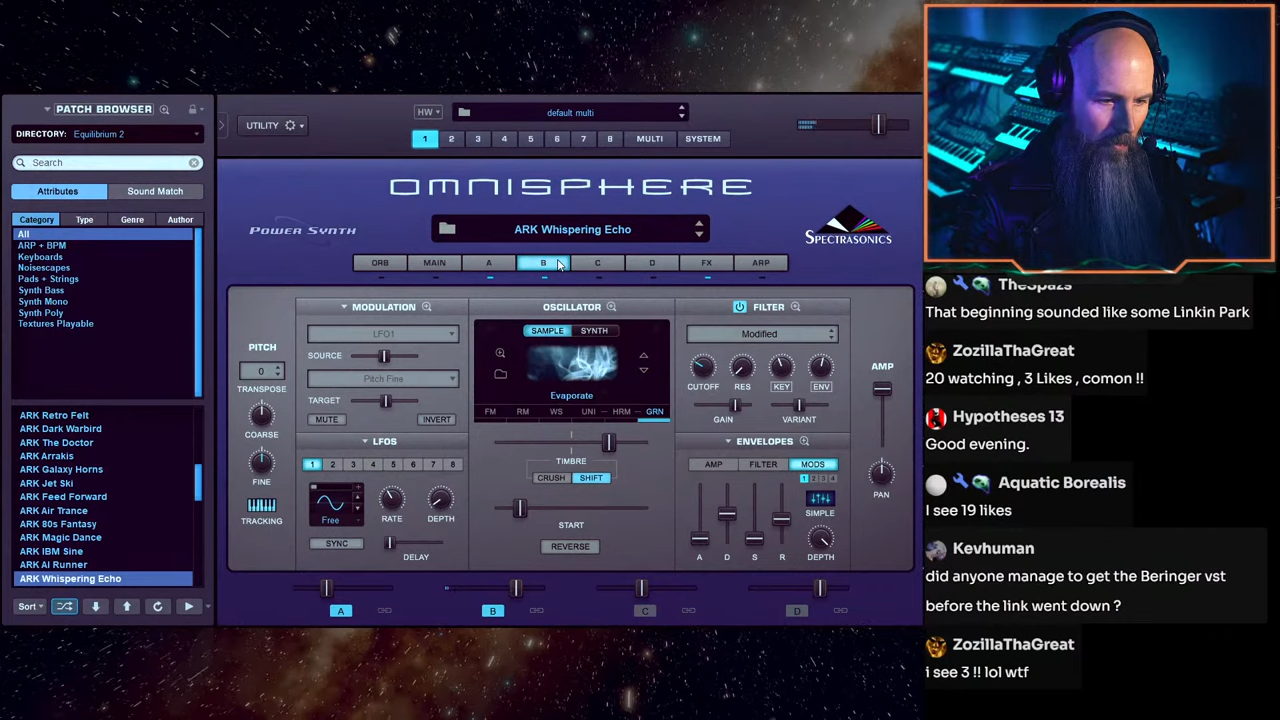 PATCH BROWSER
DIRECTORY: Equilibrium 2
Search
Attributes
Sound Match
Category
Type
Genre
Author
All
ARP + BPM
Keyboards
Noisescapes
Pads + Strings
Synth Bass
Synth Mono
Synth Poly
Textures Playable
ARK Retro Felt
ARK Dark Warbird
ARK The Doctor
ARK Arrakis
ARK Galaxy Horns
ARK Jet Ski
ARK Feed Forward
ARK Air Trance
ARK 80s Fantasy
ARK Magic Dance
ARK IBM Sine
ARK AI Runner
ARK Whispering Echo
Sort
UTILITY
HW
default multi
1 2 3 4 5 6 7 8 MULTI SYSTEM
OMNISPHERE
POWER SYNTH
ARK Whispering Echo
SPECTRASONICS
ORB MAIN A B C D FX ARP
PITCH
0
TRANSPOSE
COARSE
FINE
TRACKING
MODULATION
LFO1
SOURCE
Pitch Fine
TARGET
MUTE
INVERT
LFOS
1 2 3 4 5 6 7 8
Free
RATE
DEPTH
SYNC
DELAY
OSCILLATOR
SAMPLE SYNTH
Evaporate
FM RM WS UNI HRM GRN
TIMBRE
CRUSH SHIFT
START
REVERSE
FILTER
Modified
CUTOFF RES KEY ENV
GAIN
VARIANT
ENVELOPES
AMP FILTER MODS
1 2 3 4
SIMPLE
A D S R DEPTH
AMP
PAN
A B C D
TheSpazs
That beginning sounded like some Linkin Park
ZozillaThaGreat
20 watching , 3 Likes , comon !!
Hypotheses 13
Good evening.
Aquatic Borealis
I see 19 likes
Kevhuman
did anyone manage to get the Beringer vst
before the link went down ?
ZozillaThaGreat
i see 3 !! lol wtf